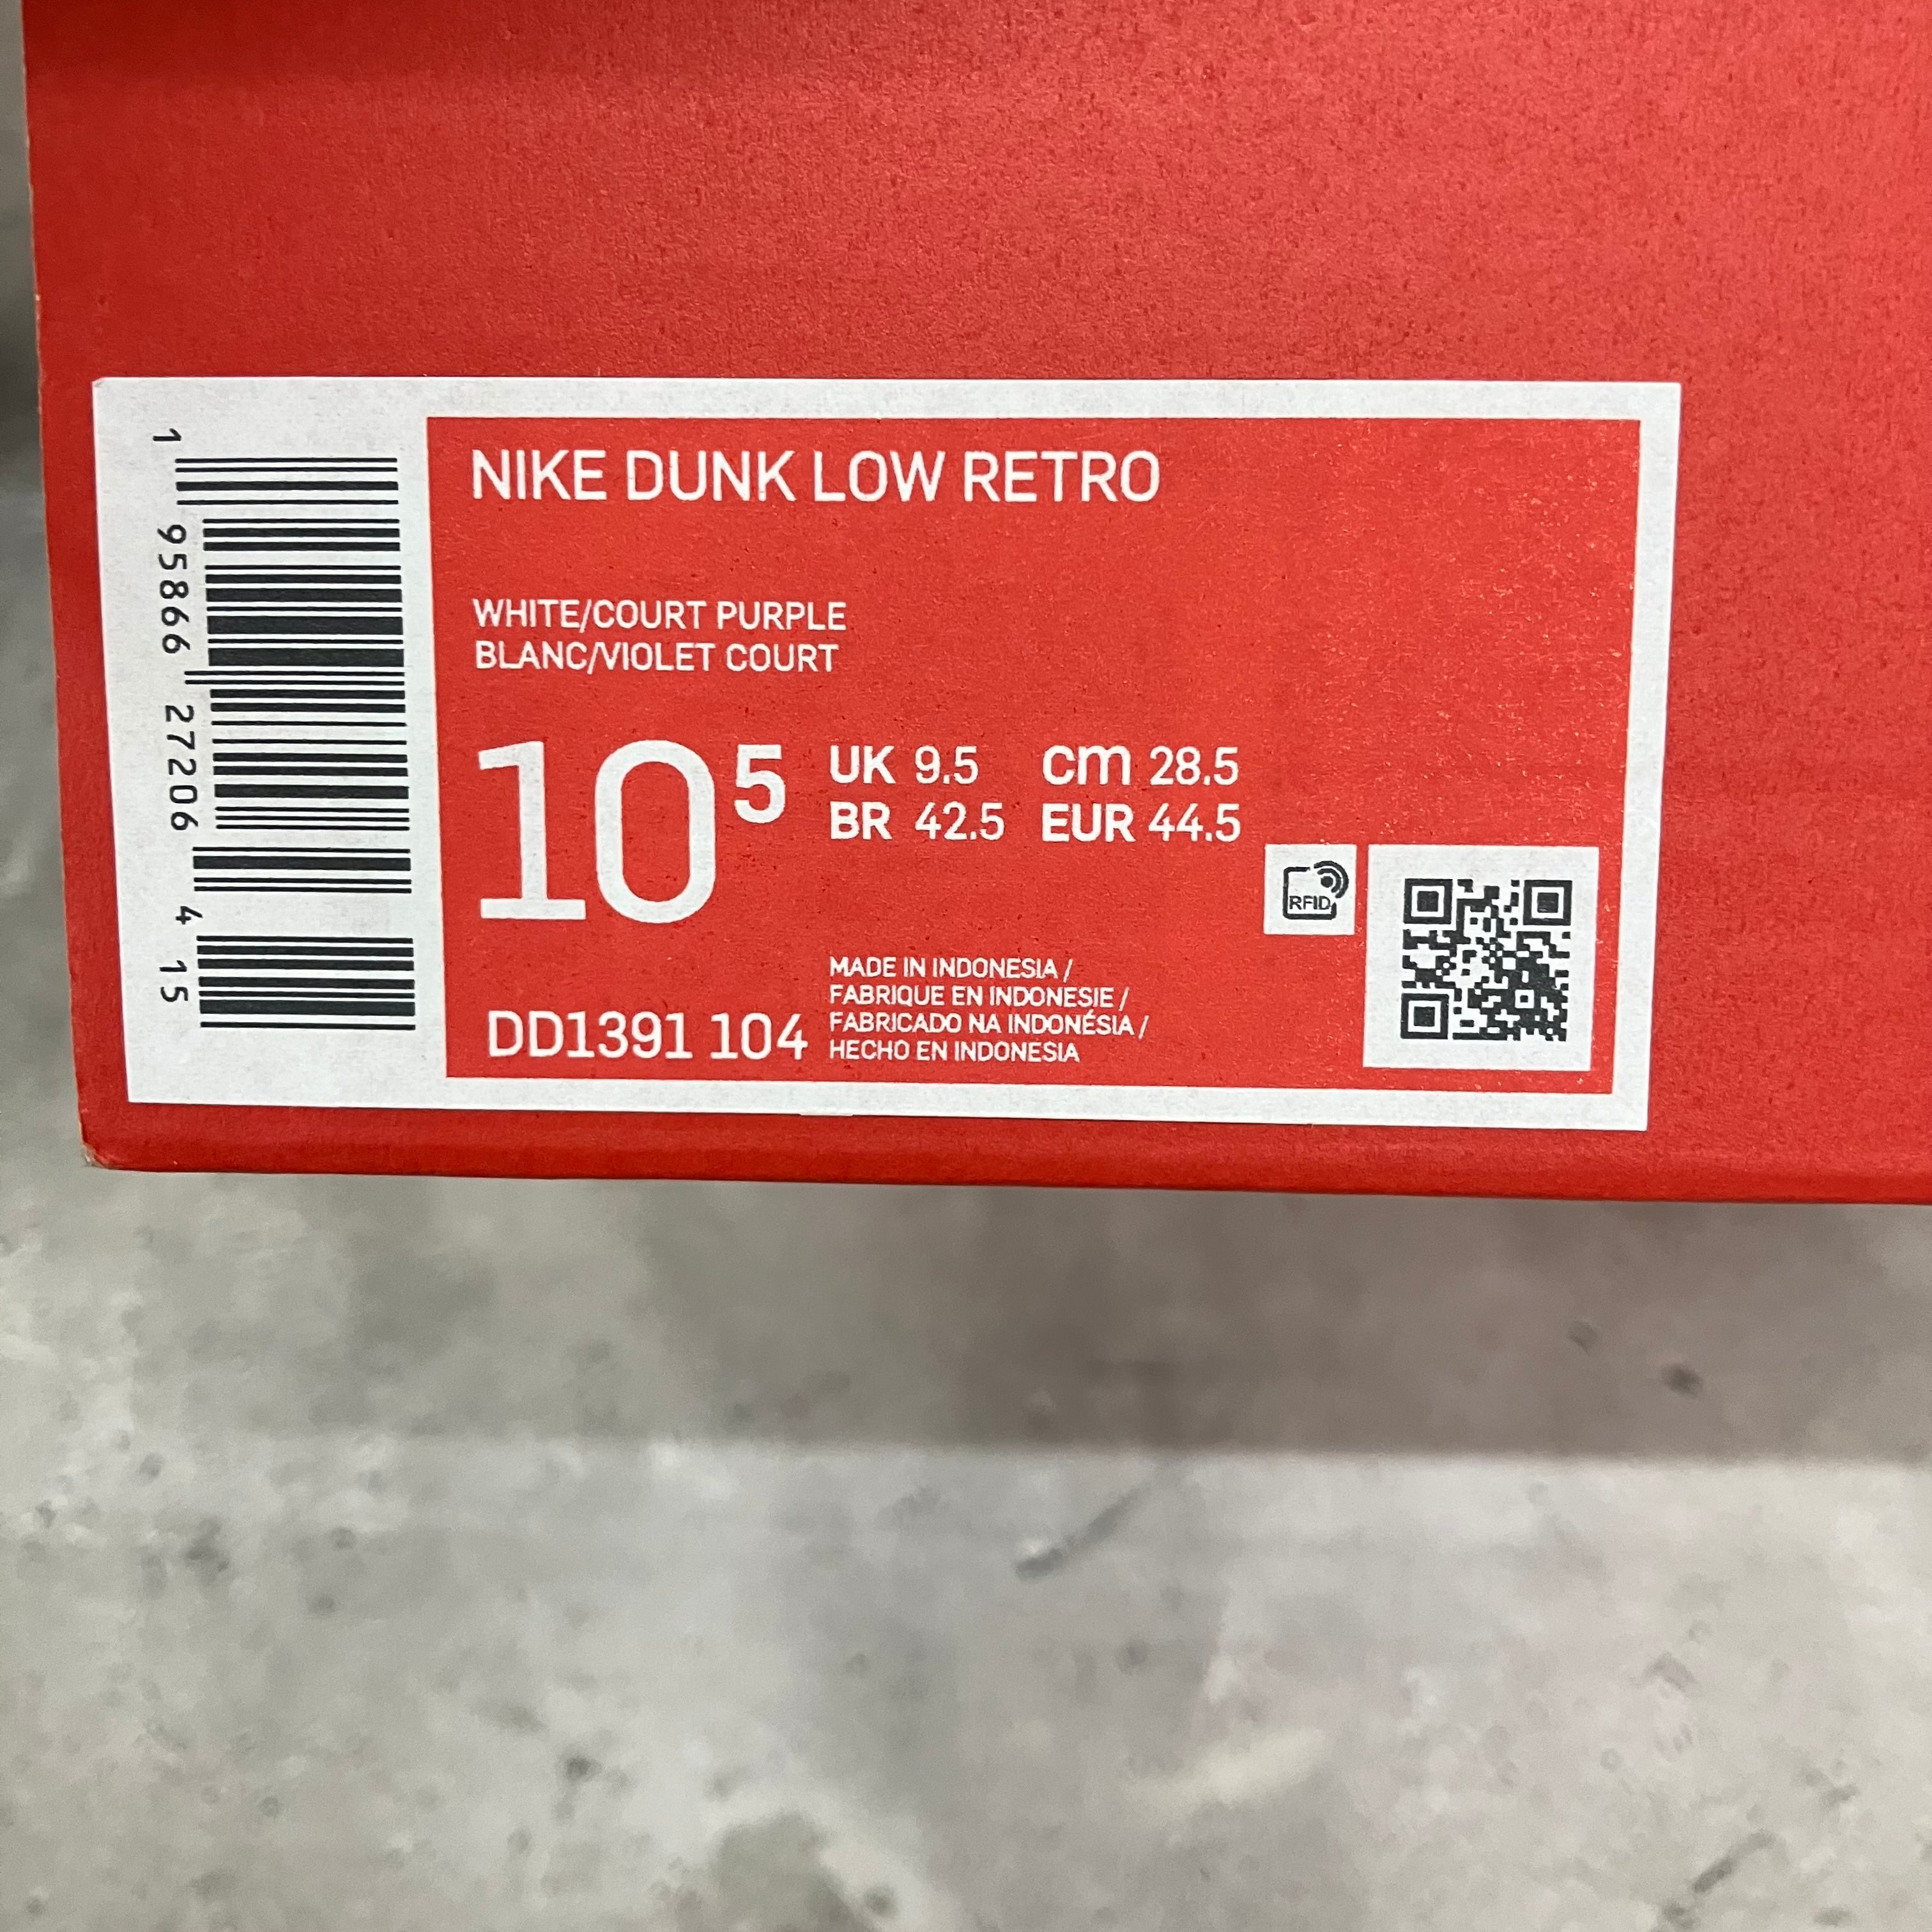 1 95866 27206 4 15
NIKE DUNK LOW RETRO
WHITE/COURT PURPLE
BLANC/VIOLET COURT
10 5
UK 9.5 cm 28.5
BR 42.5 EUR 44.5
RFID
DD1391 104
MADE IN INDONESIA /
FABRIQUE EN INDONESIE /
FABRICADO NA INDONÉSIA /
HECHO EN INDONESIA